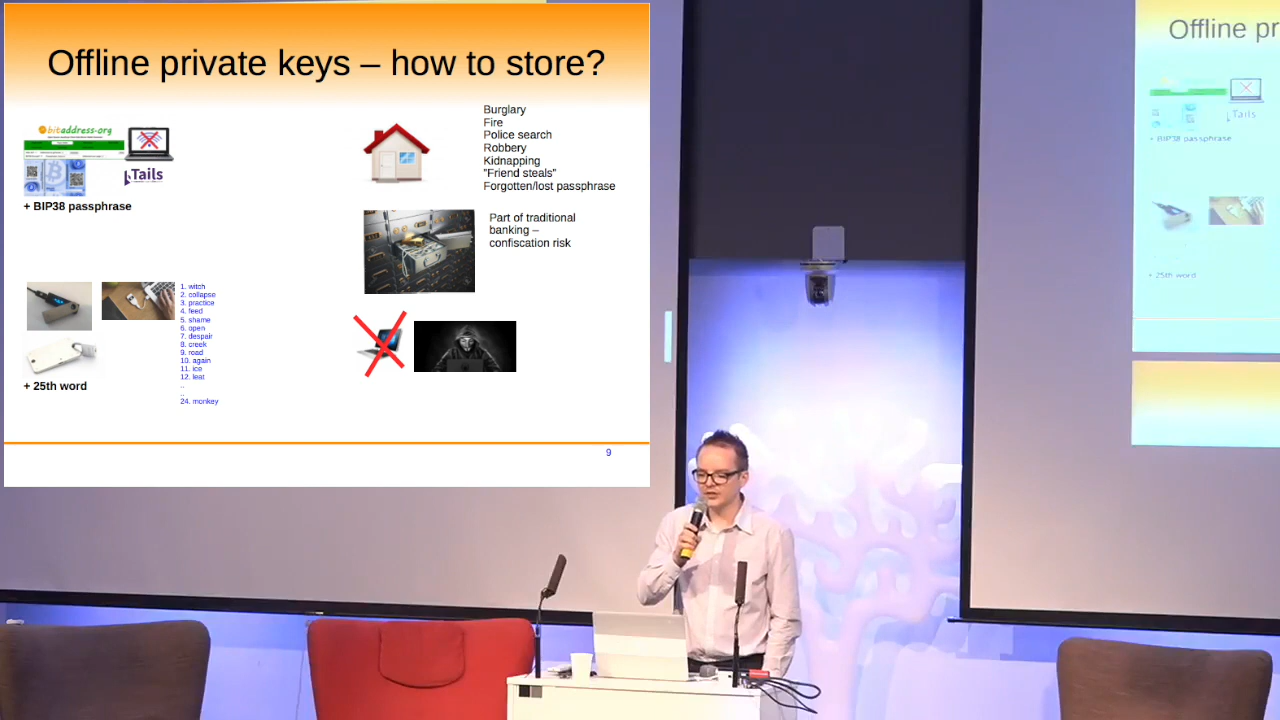 Offline private keys – how to store?
bitaddress.org
Tails
+ BIP38 passphrase
Burglary
Fire
Police search
Robbery
Kidnapping
"Friend steals"
Forgotten/lost passphrase
Part of traditional
banking –
confiscation risk
1. witch
2. collapse
3. practice
4. feed
5. shame
6. open
7. despair
8. creek
9. road
10. again
11. ice
12. leat
..
..
24. monkey
+ 25th word
9
Offline pr
Tails
+ BIP38 passphrase
+ 25th word